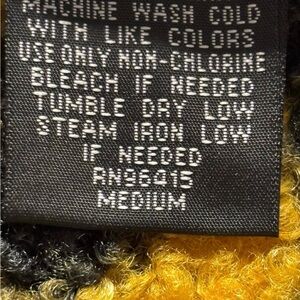 MACHINE WASH COLD
WITH LIKE COLORS
USE ONLY NON-CHLORINE
BLEACH IF NEEDED
TUMBLE DRY LOW
STEAM IRON LOW
IF NEEDED
RN96415
MEDIUM